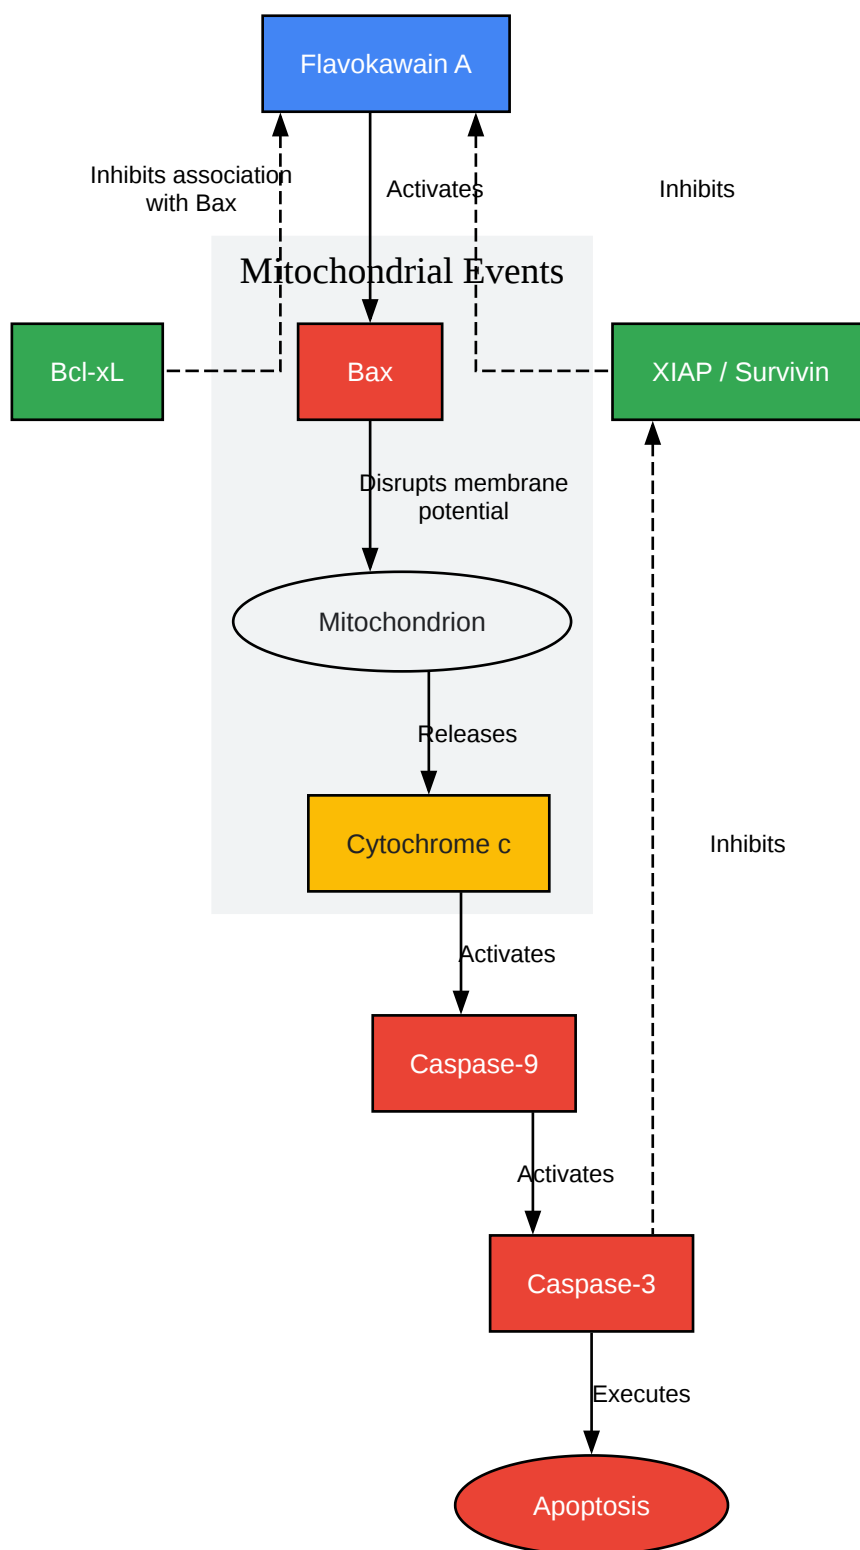 Flavokawain A
Inhibits association
with Bax
Activates
Inhibits
Mitochondrial Events
Bcl-xL
Bax
XIAP / Survivin
Disrupts membrane
potential
Mitochondrion
Releases
Cytochrome c
Inhibits
Activates
Caspase-9
Activates
Caspase-3
Executes
Apoptosis